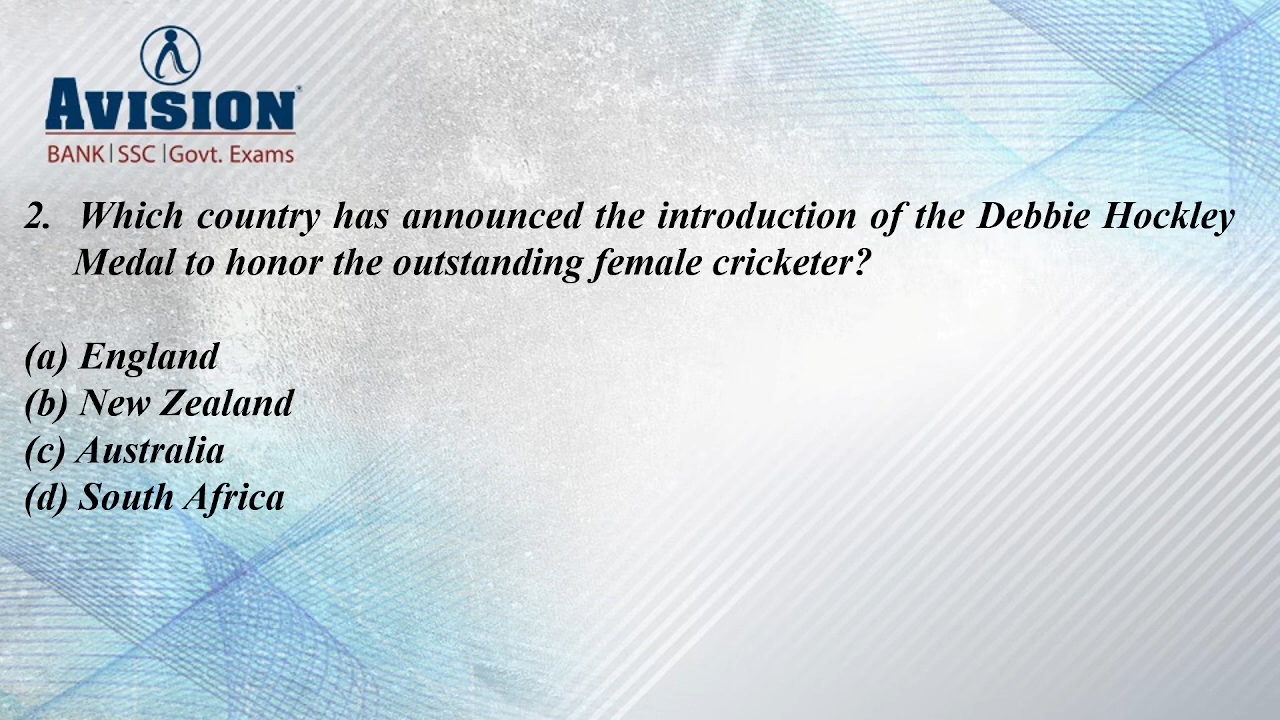 AVISION
BANK | SSC | Govt. Exams
2. Which country has announced the introduction of the Debbie Hockley
Medal to honor the outstanding female cricketer?
(a) England
(b) New Zealand
(c) Australia
(d) South Africa